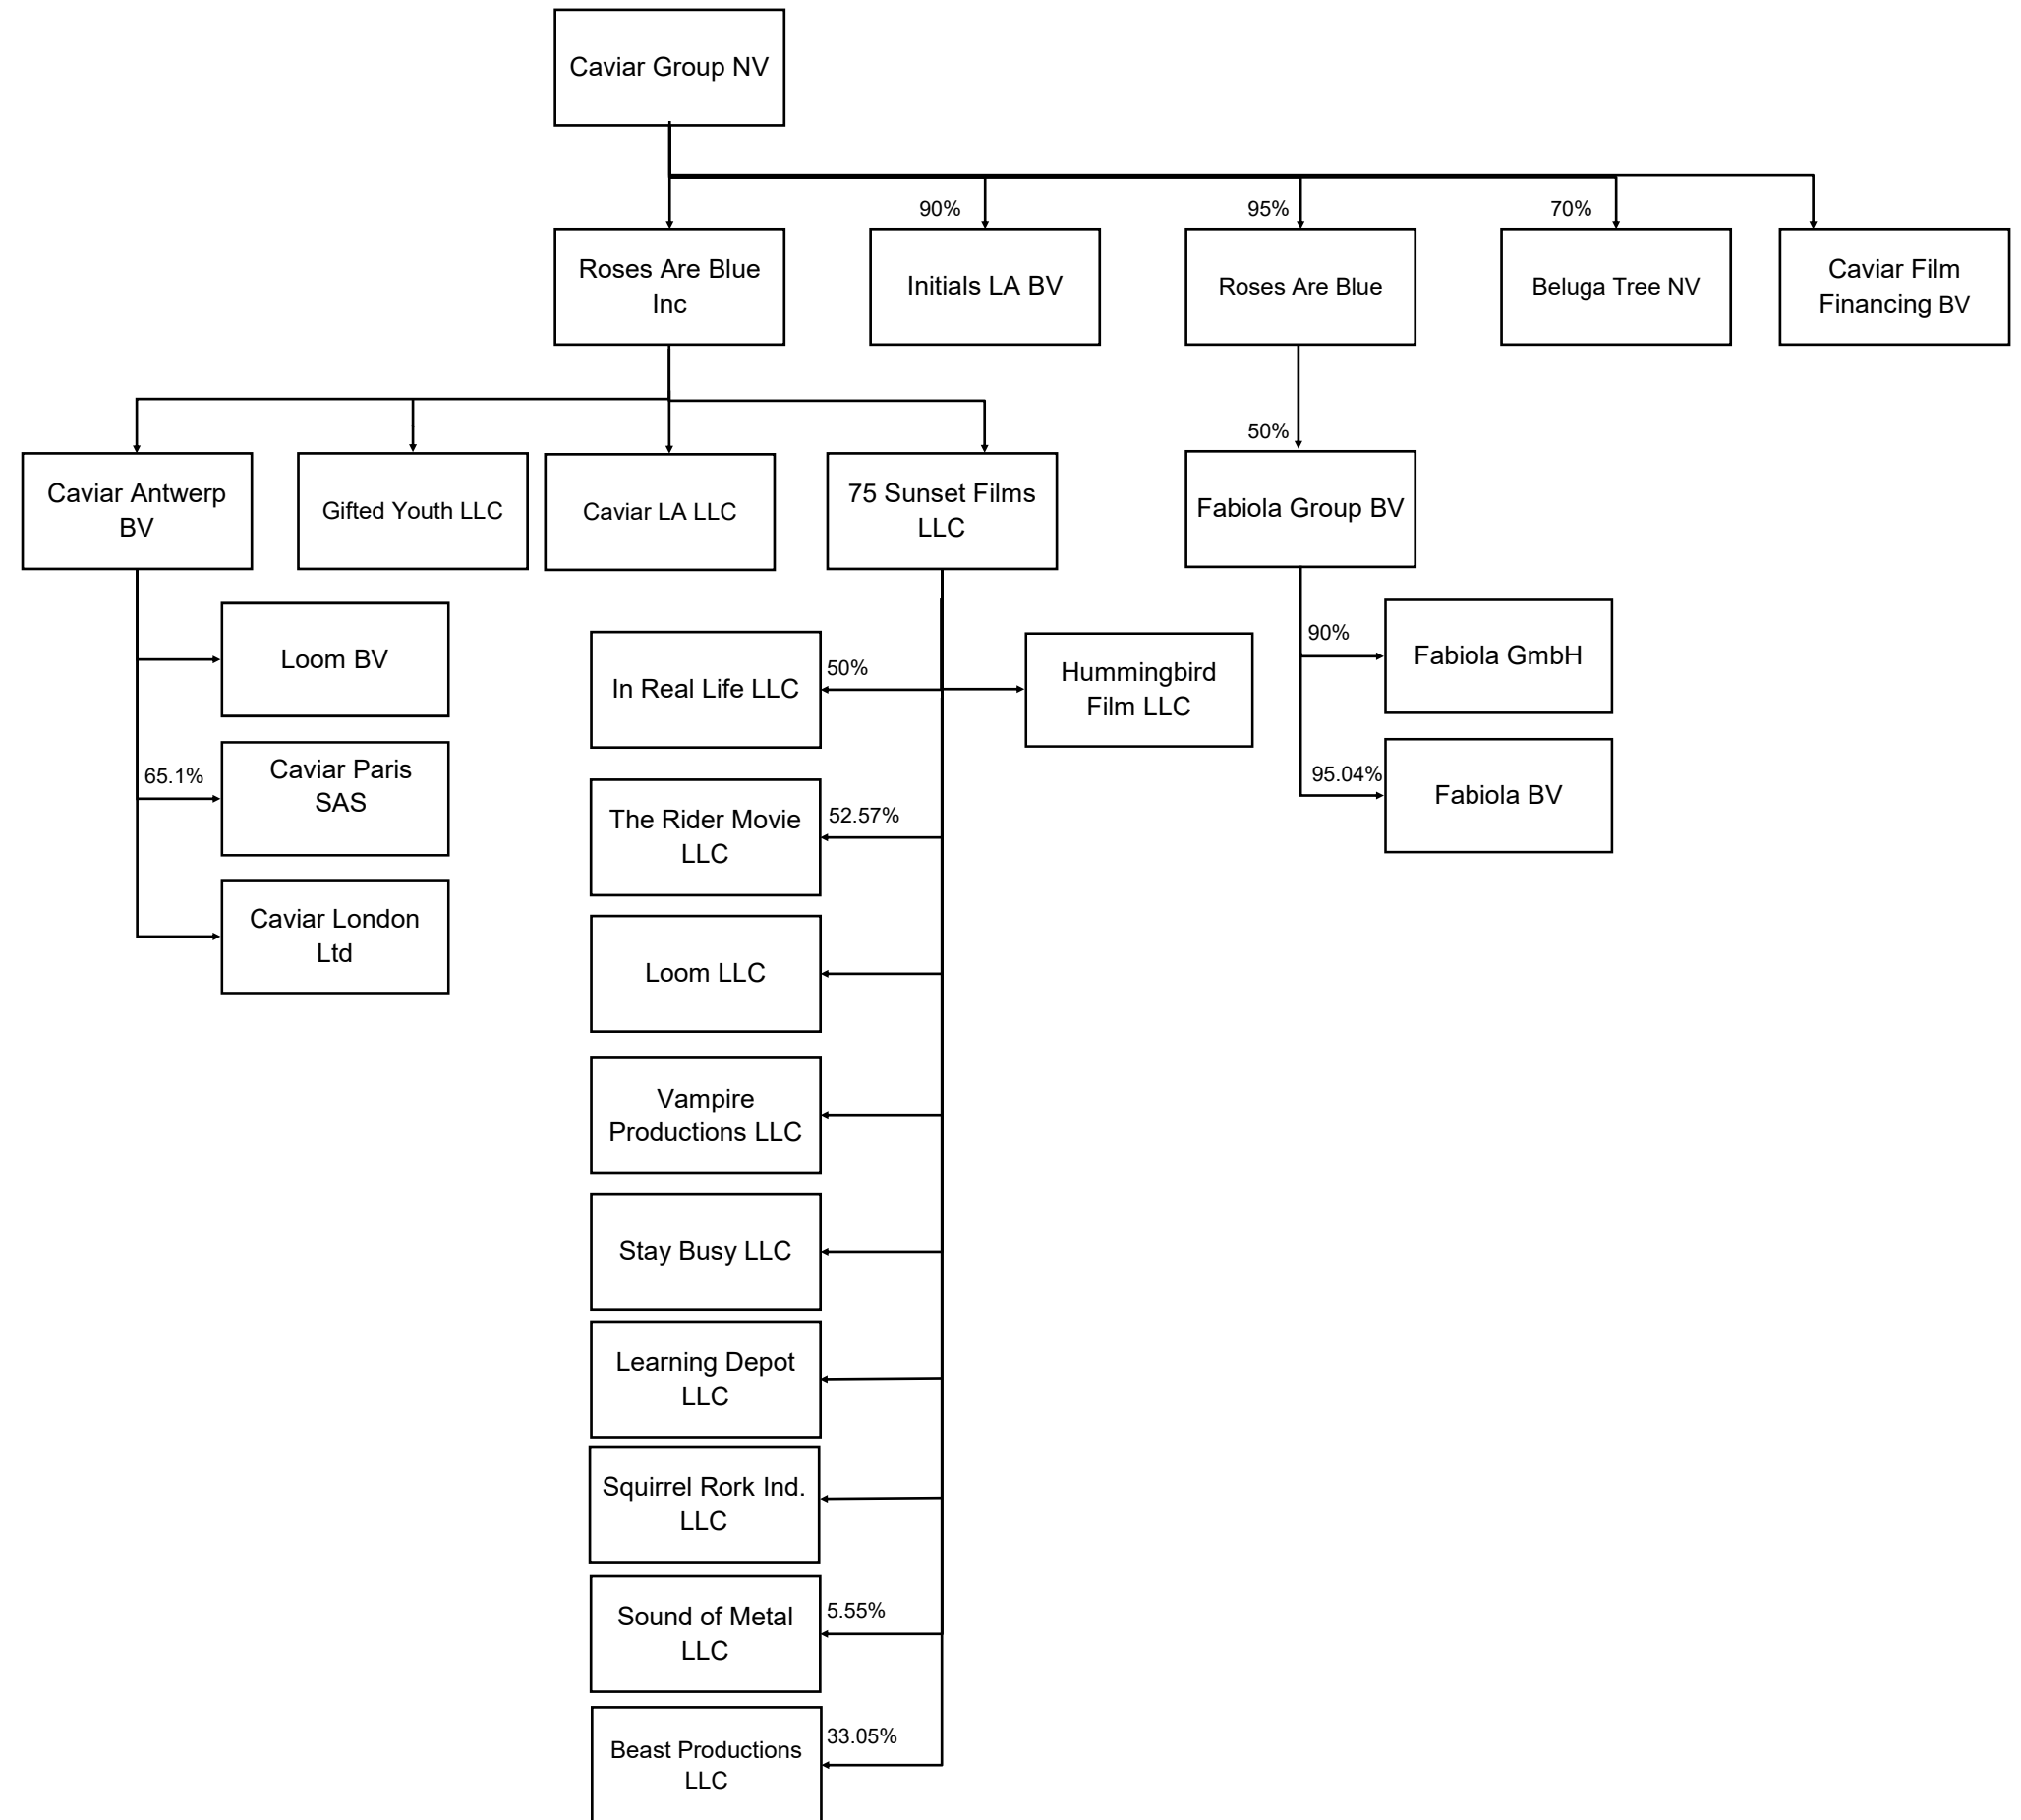 Caviar Group NV
90%
95%
70%
Roses Are Blue
Inc
Initials LA BV
Roses Are Blue
Beluga Tree NV
Caviar Film
Financing BV
50%
Caviar Antwerp
BV
Gifted Youth LLC
Caviar LA LLC
75 Sunset Films
LLC
Fabiola Group BV
Loom BV
65.1%
Caviar Paris
SAS
Caviar London
Ltd
In Real Life LLC
50%
Hummingbird
Film LLC
90%
Fabiola GmbH
95.04%
Fabiola BV
The Rider Movie
LLC
52.57%
Loom LLC
Vampire
Productions LLC
Stay Busy LLC
Learning Depot
LLC
Squirrel Rork Ind.
LLC
Sound of Metal
LLC
5.55%
Beast Productions
LLC
33.05%